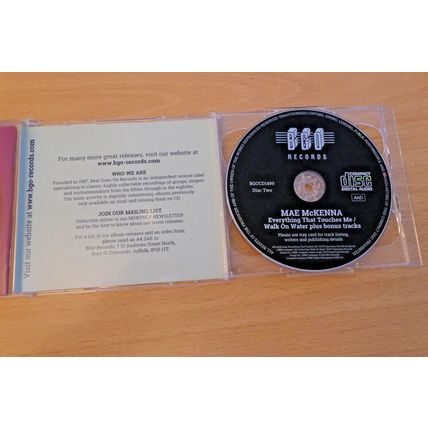 Visit our website at
www.bgo-records.com
For many more great releases, visit our website at
www.bgo-records.com
WHO WE ARE
Founded in 1987, Beat Goes On Records is an independent reissue label
specialising in classic, highly collectable recordings of groups, singers
and instrumentalists from the fifties through to the eighties.
Our main activity is digitally remastering albums previously
only available on vinyl and issuing them on CD.
JOIN OUR MAILING LIST
Subscribe online to our MONTHLY NEWSLETTER
and be the first to know about our latest releases.
For a list of our album releases and an order form,
please send an A4 SAE to:
BGO Records, 7 St Andrews Street North,
Bury St Edmunds, Suffolk, IP33 1TZ
BGO
RECORDS
BGOCD1499
Disc Two
COMPACT
disc
DIGITAL AUDIO
AAD
MAE McKENNA
Everything That Touches Me /
Walk On Water plus bonus tracks
Please see tray card for track listing,
writers and publishing details